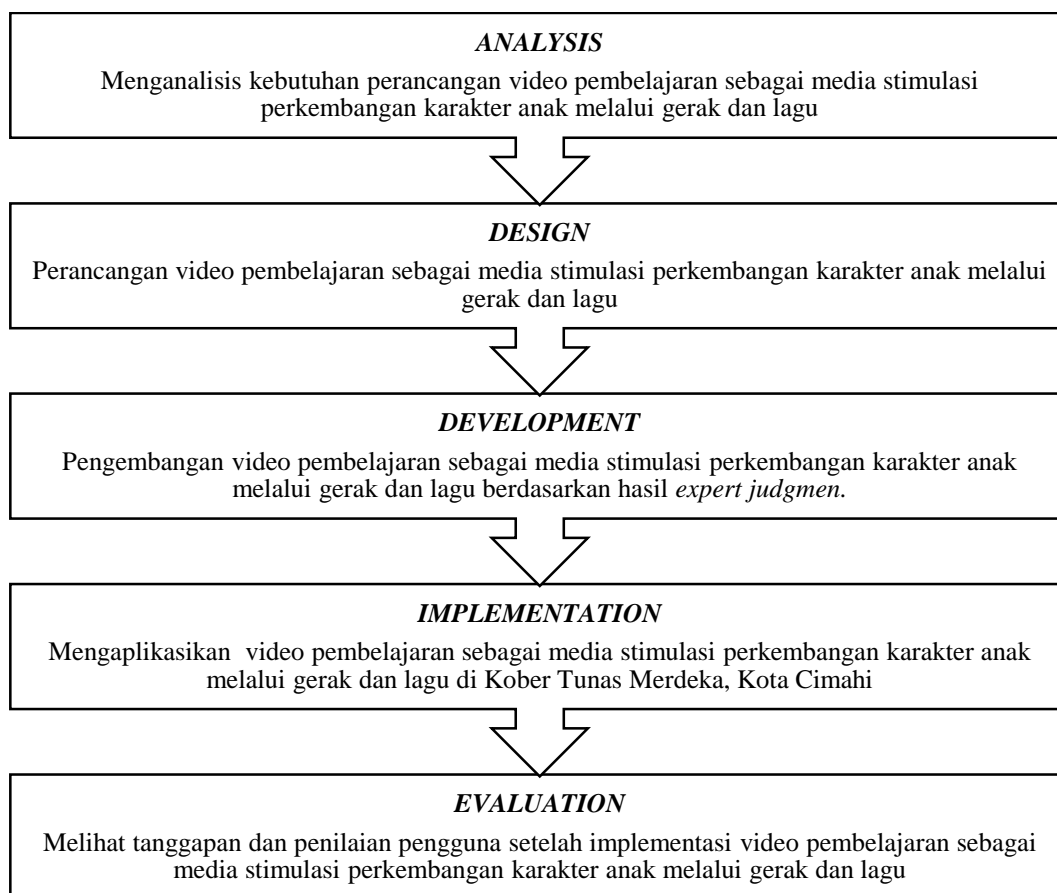 ANALYSIS
Menganalisis kebutuhan perancangan video pembelajaran sebagai media stimulasi
perkembangan karakter anak melalui gerak dan lagu
DESIGN
Perancangan video pembelajaran sebagai media stimulasi perkembangan karakter anak melalui
gerak dan lagu
DEVELOPMENT
Pengembangan video pembelajaran sebagai media stimulasi perkembangan karakter anak
melalui gerak dan lagu berdasarkan hasil expert judgmen.
IMPLEMENTATION
Mengaplikasikan video pembelajaran sebagai media stimulasi perkembangan karakter anak
melalui gerak dan lagu di Kober Tunas Merdeka, Kota Cimahi
EVALUATION
Melihat tanggapan dan penilaian pengguna setelah implementasi video pembelajaran sebagai
media stimulasi perkembangan karakter anak melalui gerak dan lagu